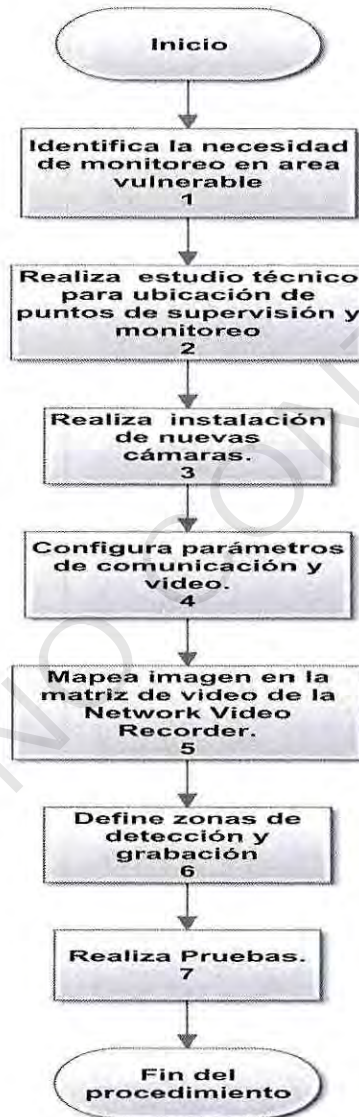 Inicio
Identifica la necesidad
de monitoreo en area
vulnerable
1
Realiza estudio técnico
para ubicación de
puntos de supervisión y
monitoreo
2
Realiza instalación
de nuevas
cámaras.
3
Configura parámetros
de comunicación y
video.
4
Mapea imagen en la
matriz de video de la
Network Video
Recorder.
5
Define zonas de
detección y
grabación
6
Realiza Pruebas.
7
Fin del
procedimiento